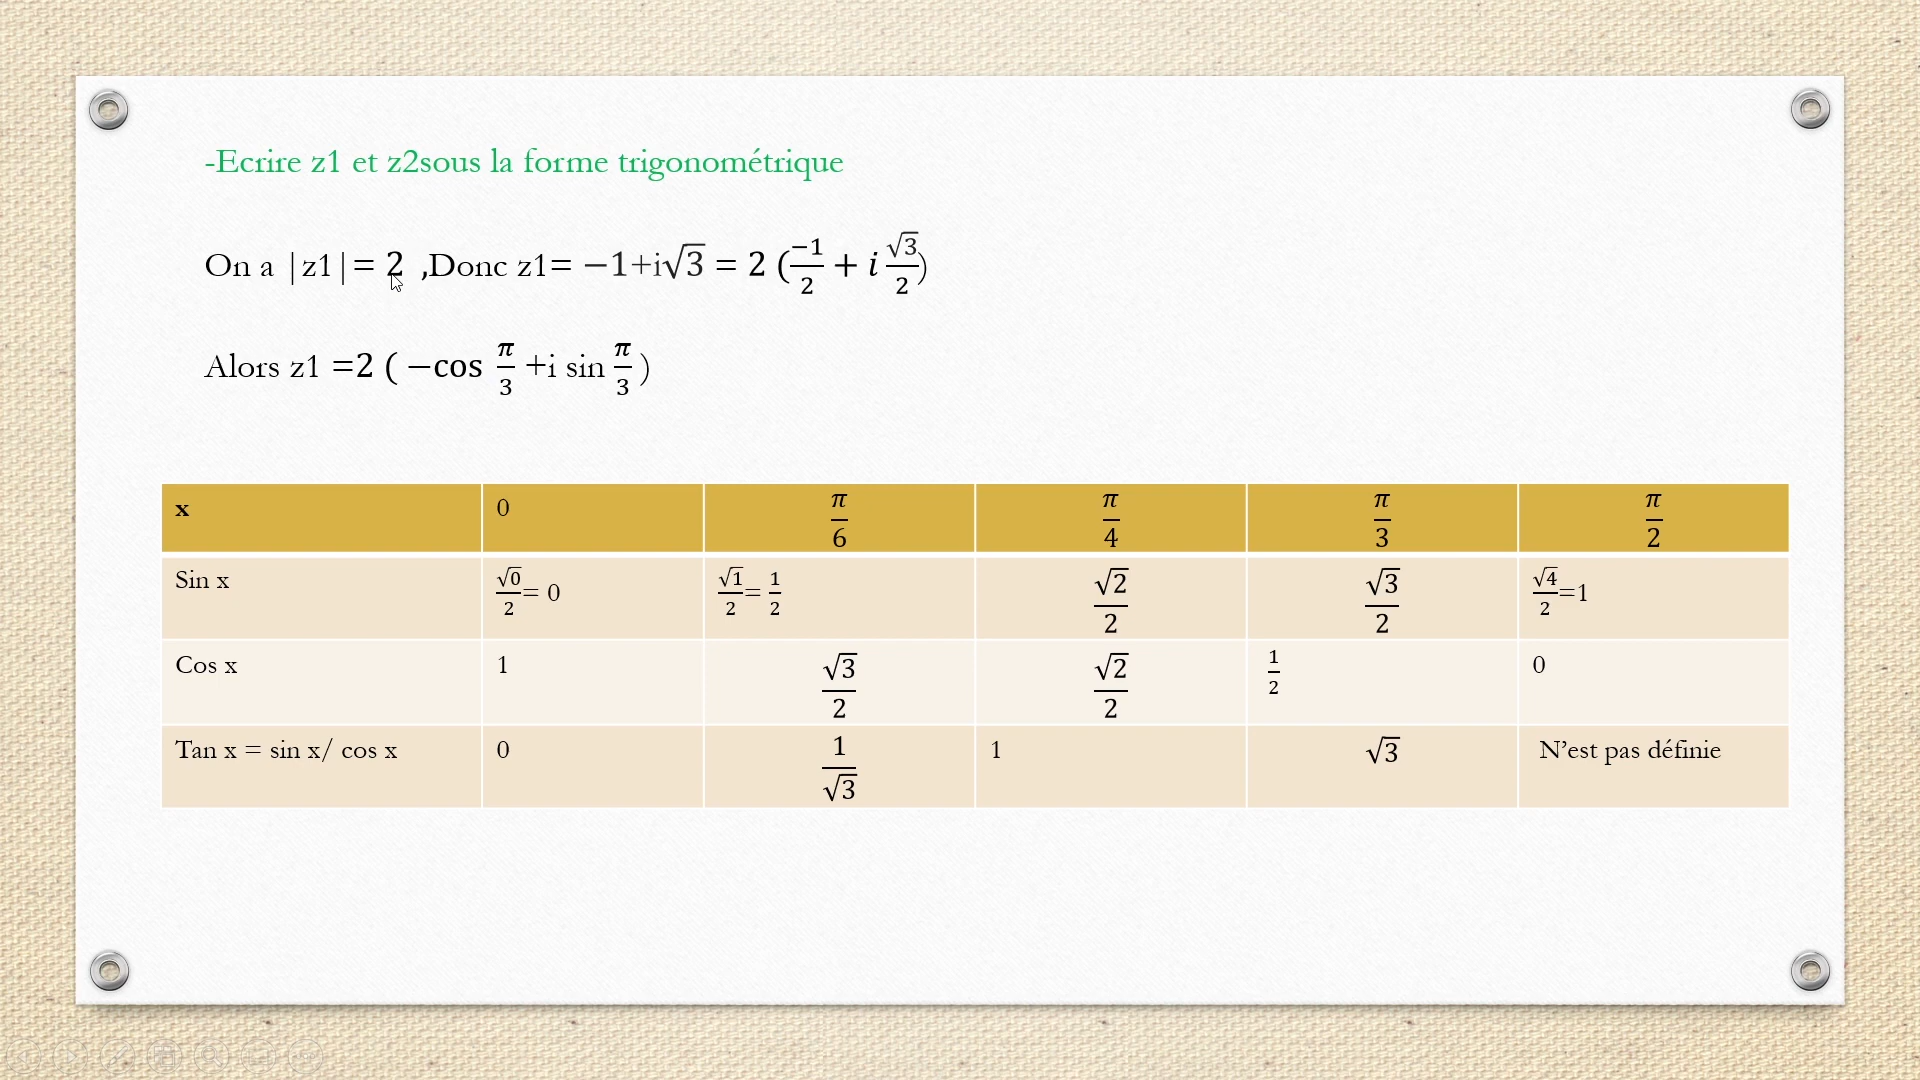 -Ecrire z1 et z2sous la forme trigonométrique
On a |z1|= 2 ,Donc z1= −1+i√3 = 2 (−1/2 + i √3/2)
Alors z1 =2 ( −cos π/3 +i sin π/3 )
x 0 π/6 π/4 π/3 π/2
Sin x √0/2= 0 √1/2= 1/2 √2/2 √3/2 √4/2=1
Cos x 1 √3/2 √2/2 1/2 0
Tan x = sin x/ cos x 0 1/√3 1 √3 N’est pas définie